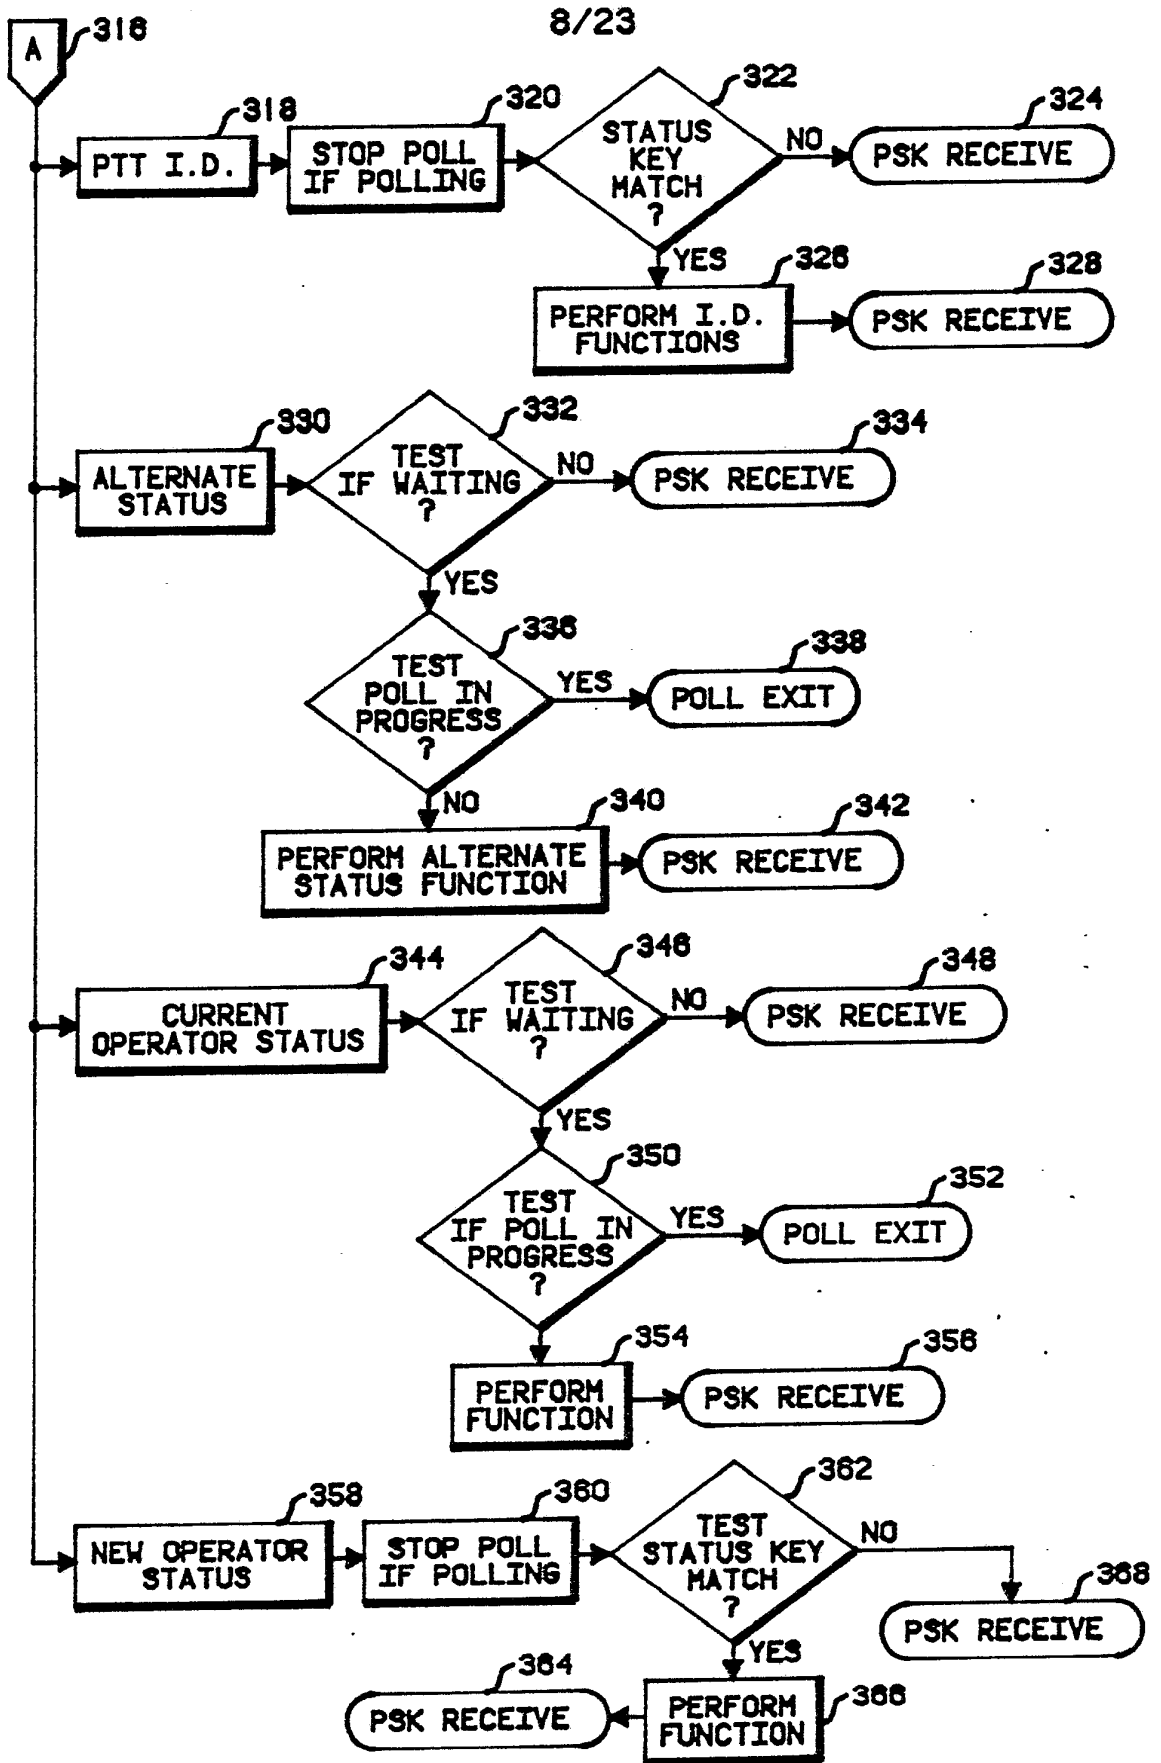 8/23
A
316
318
PTT I.D.
320
STOP POLL
IF POLLING
322
STATUS
KEY
MATCH
?
NO
324
PSK RECEIVE
YES
326
PERFORM I.D.
FUNCTIONS
328
PSK RECEIVE
330
ALTERNATE
STATUS
332
TEST
IF WAITING
?
NO
334
PSK RECEIVE
YES
336
TEST
POLL IN
PROGRESS
?
YES
338
POLL EXIT
NO
340
PERFORM ALTERNATE
STATUS FUNCTION
342
PSK RECEIVE
344
CURRENT
OPERATOR STATUS
346
TEST
IF WAITING
?
NO
348
PSK RECEIVE
YES
350
TEST
IF POLL IN
PROGRESS
?
YES
352
POLL EXIT
354
PERFORM
FUNCTION
356
PSK RECEIVE
358
NEW OPERATOR
STATUS
360
STOP POLL
IF POLLING
362
TEST
STATUS KEY
MATCH
?
NO
368
PSK RECEIVE
YES
364
PSK RECEIVE
366
PERFORM
FUNCTION